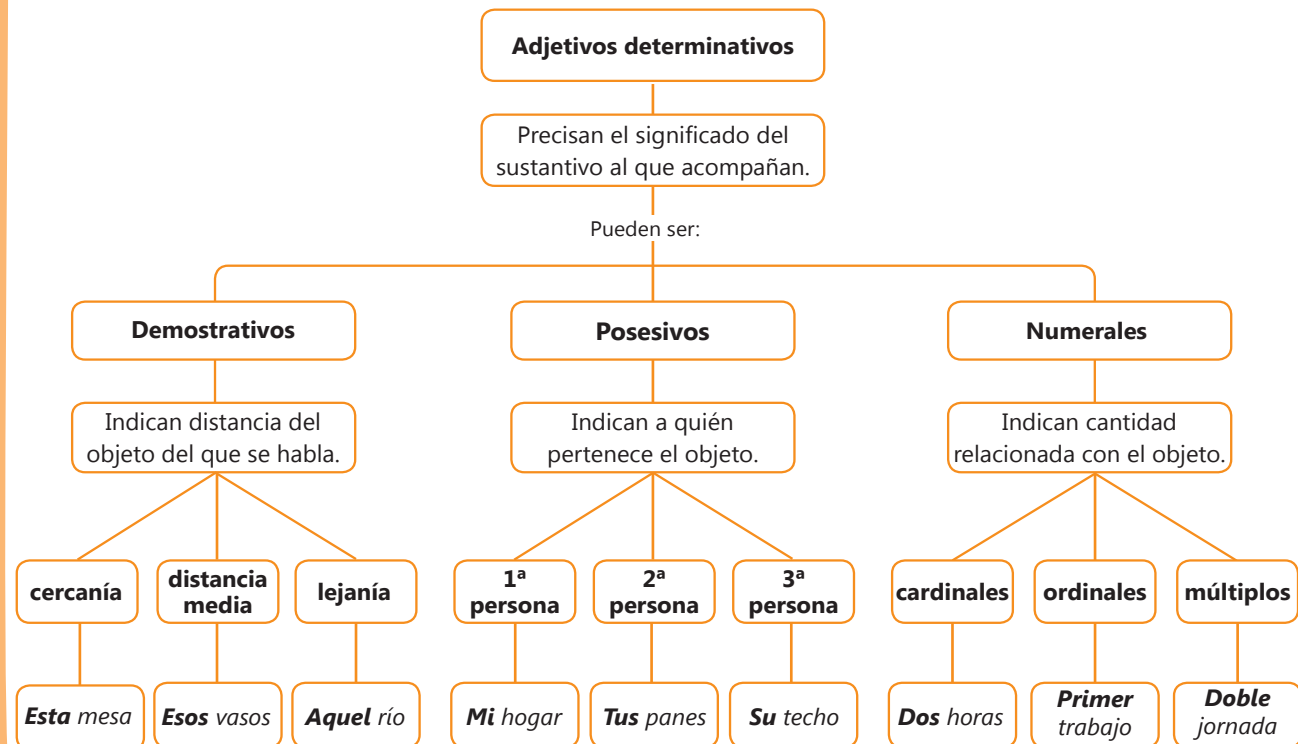 Adjetivos determinativos
Precisan el significado del
sustantivo al que acompañan.
Pueden ser:
Demostrativos
Posesivos
Numerales
Indican distancia del
objeto del que se habla.
Indican a quién
pertenece el objeto.
Indican cantidad
relacionada con el objeto.
cercanía
distancia
media
lejanía
1ª
persona
2ª
persona
3ª
persona
cardinales
ordinales
múltiplos
Esta mesa
Esos vasos
Aquel río
Mi hogar
Tus panes
Su techo
Dos horas
Primer
trabajo
Doble
jornada